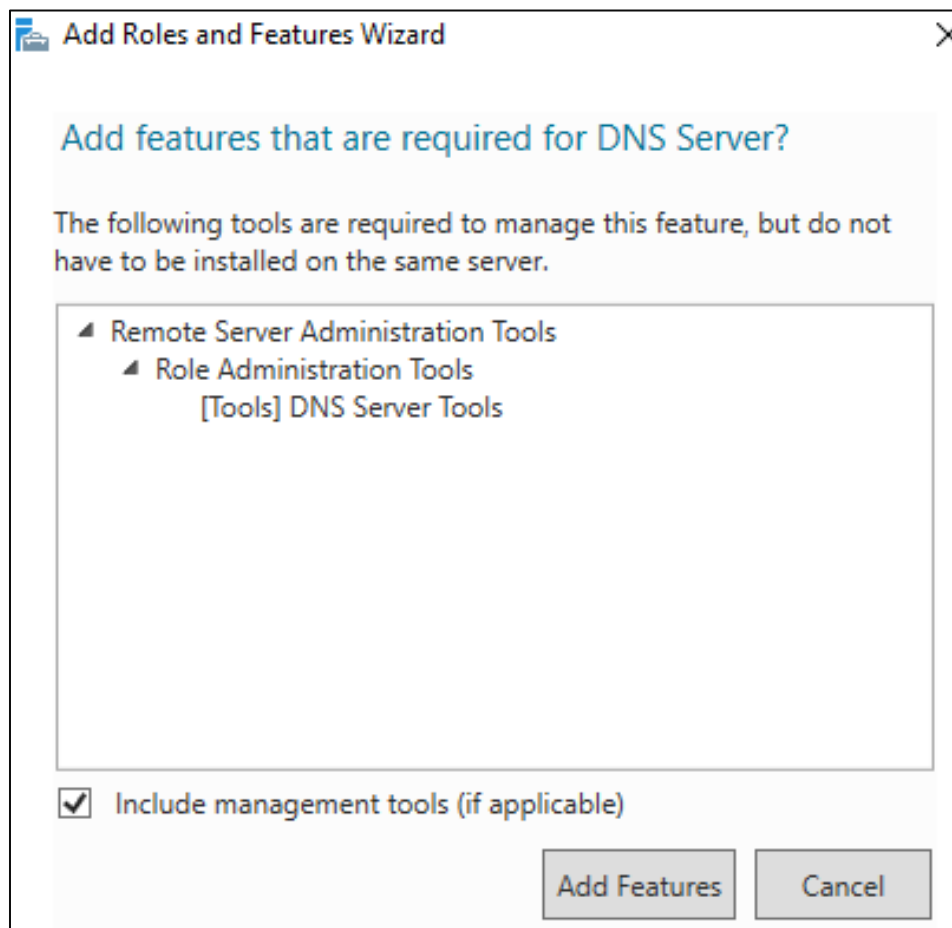 Add Roles and Features Wizard
Add features that are required for DNS Server?
The following tools are required to manage this feature, but do not
have to be installed on the same server.
Remote Server Administration Tools
Role Administration Tools
[Tools] DNS Server Tools
Include management tools (if applicable)
Add Features
Cancel